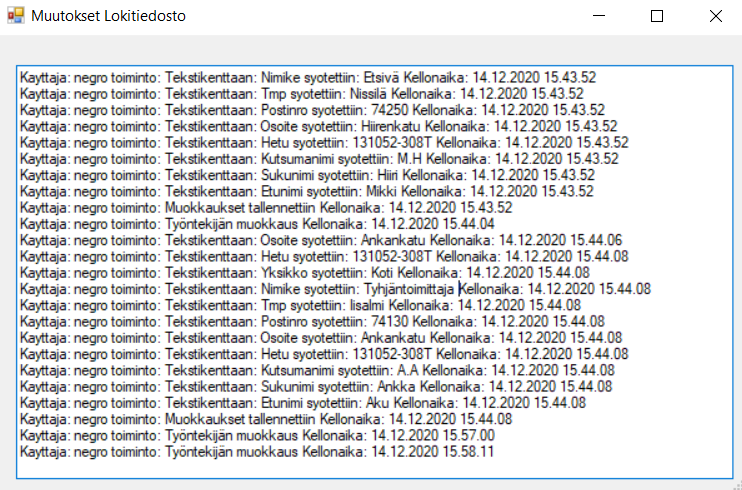 Muutokset Lokitiedosto
Kayttaja: negro toiminto: Tekstikenttaan: Nimike syotettiin: Etsivä Kellonaika: 14.12.2020 15.43.52
Kayttaja: negro toiminto: Tekstikenttaan: Tmp syotettiin: Nissilä Kellonaika: 14.12.2020 15.43.52
Kayttaja: negro toiminto: Tekstikenttaan: Postinro syotettiin: 74250 Kellonaika: 14.12.2020 15.43.52
Kayttaja: negro toiminto: Tekstikenttaan: Osoite syotettiin: Hiirenkatu Kellonaika: 14.12.2020 15.43.52
Kayttaja: negro toiminto: Tekstikenttaan: Hetu syotettiin: 131052-308T Kellonaika: 14.12.2020 15.43.52
Kayttaja: negro toiminto: Tekstikenttaan: Kutsumanimi syotettiin: M.H Kellonaika: 14.12.2020 15.43.52
Kayttaja: negro toiminto: Tekstikenttaan: Sukunimi syotettiin: Hiiri Kellonaika: 14.12.2020 15.43.52
Kayttaja: negro toiminto: Tekstikenttaan: Etunimi syotettiin: Mikki Kellonaika: 14.12.2020 15.43.52
Kayttaja: negro toiminto: Muokkaukset tallennettiin Kellonaika: 14.12.2020 15.43.52
Kayttaja: negro toiminto: Työntekijän muokkaus Kellonaika: 14.12.2020 15.44.04
Kayttaja: negro toiminto: Tekstikenttaan: Osoite syotettiin: Ankankatu Kellonaika: 14.12.2020 15.44.06
Kayttaja: negro toiminto: Tekstikenttaan: Hetu syotettiin: 131052-308T Kellonaika: 14.12.2020 15.44.08
Kayttaja: negro toiminto: Tekstikenttaan: Yksikko syotettiin: Koti Kellonaika: 14.12.2020 15.44.08
Kayttaja: negro toiminto: Tekstikenttaan: Nimike syotettiin: Tyhjäntoimittaja Kellonaika: 14.12.2020 15.44.08
Kayttaja: negro toiminto: Tekstikenttaan: Tmp syotettiin: Iisalmi Kellonaika: 14.12.2020 15.44.08
Kayttaja: negro toiminto: Tekstikenttaan: Postinro syotettiin: 74130 Kellonaika: 14.12.2020 15.44.08
Kayttaja: negro toiminto: Tekstikenttaan: Osoite syotettiin: Ankankatu Kellonaika: 14.12.2020 15.44.08
Kayttaja: negro toiminto: Tekstikenttaan: Hetu syotettiin: 131052-308T Kellonaika: 14.12.2020 15.44.08
Kayttaja: negro toiminto: Tekstikenttaan: Kutsumanimi syotettiin: A.A Kellonaika: 14.12.2020 15.44.08
Kayttaja: negro toiminto: Tekstikenttaan: Sukunimi syotettiin: Ankka Kellonaika: 14.12.2020 15.44.08
Kayttaja: negro toiminto: Tekstikenttaan: Etunimi syotettiin: Aku Kellonaika: 14.12.2020 15.44.08
Kayttaja: negro toiminto: Muokkaukset tallennettiin Kellonaika: 14.12.2020 15.44.08
Kayttaja: negro toiminto: Työntekijän muokkaus Kellonaika: 14.12.2020 15.57.00
Kayttaja: negro toiminto: Työntekijän muokkaus Kellonaika: 14.12.2020 15.58.11